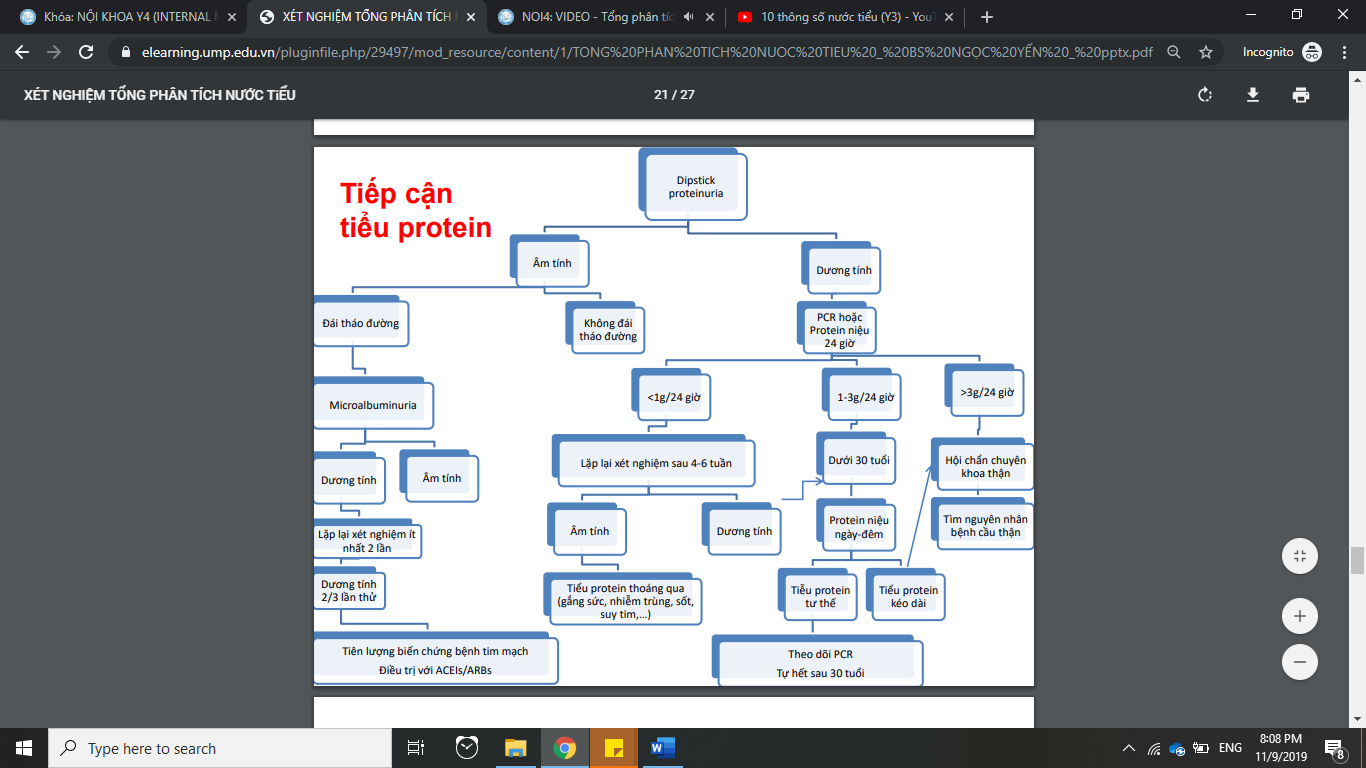 Khóa: NỘI KHOA Y4 (INTERNAL M
XÉT NGHIỆM TỔNG PHÂN TÍCH N
NOI4: VIDEO - Tổng phân tíc
10 thông số nước tiểu (Y3) - YouT
elearning.ump.edu.vn/pluginfile.php/29497/mod_resource/content/1/TONG%20PHAN%20TICH%20NUOC%20TIEU%20_%20BS%20NGỌC%20YẾN%20_%20pptx.pdf
Incognito
XÉT NGHIỆM TỔNG PHÂN TÍCH NƯỚC TiỂU
21 / 27
Tiếp cận
tiểu protein
Dipstick
proteinuria
Âm tính
Dương tính
Đái tháo đường
Không đái
tháo đường
PCR hoặc
Protein niệu
24 giờ
Microalbuminuria
<1g/24 giờ
1-3g/24 giờ
>3g/24 giờ
Dương tính
Âm tính
Lặp lại xét nghiệm sau 4-6 tuần
Dưới 30 tuổi
Hội chẩn chuyên
khoa thận
Lặp lại xét nghiệm ít
nhất 2 lần
Âm tính
Dương tính
Protein niệu
ngày-đêm
Tìm nguyên nhân
bệnh cầu thận
Dương tính
2/3 lần thử
Tiểu protein thoáng qua
(gắng sức, nhiễm trùng, sốt,
suy tim,...)
Tiễu protein
tư thế
Tiểu protein
kéo dài
Tiên lượng biến chứng bệnh tim mạch
Điều trị với ACEIs/ARBs
Theo dõi PCR
Tự hết sau 30 tuổi
Type here to search
ENG
8:08 PM
11/9/2019
8